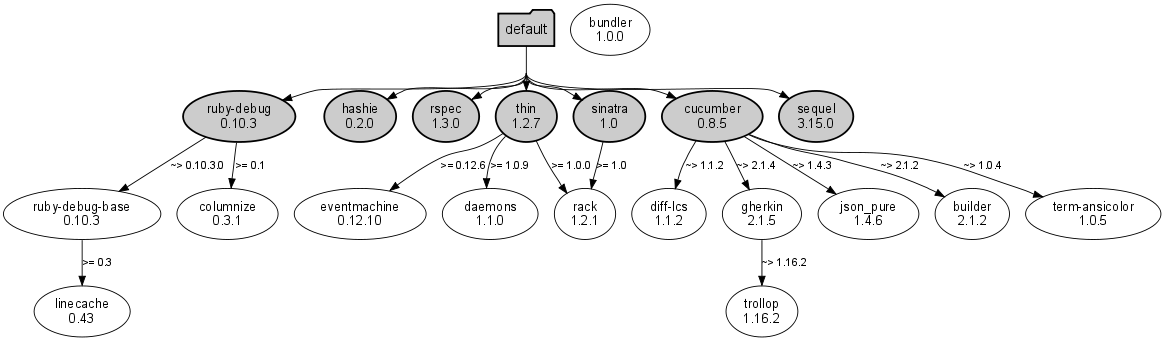 default
bundler
1.0.0
ruby-debug
0.10.3
hashie
0.2.0
rspec
1.3.0
thin
1.2.7
sinatra
1.0
cucumber
0.8.5
sequel
3.15.0
~> 0.10.3.0
>= 0.1
>= 0.12.6
>= 1.0.9
>= 1.0.0
>= 1.0
~> 1.1.2
~> 2.1.4
~> 1.4.3
~> 2.1.2
~> 1.0.4
ruby-debug-base
0.10.3
columnize
0.3.1
eventmachine
0.12.10
daemons
1.1.0
rack
1.2.1
diff-lcs
1.1.2
gherkin
2.1.5
json_pure
1.4.6
builder
2.1.2
term-ansicolor
1.0.5
>= 0.3
~> 1.16.2
linecache
0.43
trollop
1.16.2